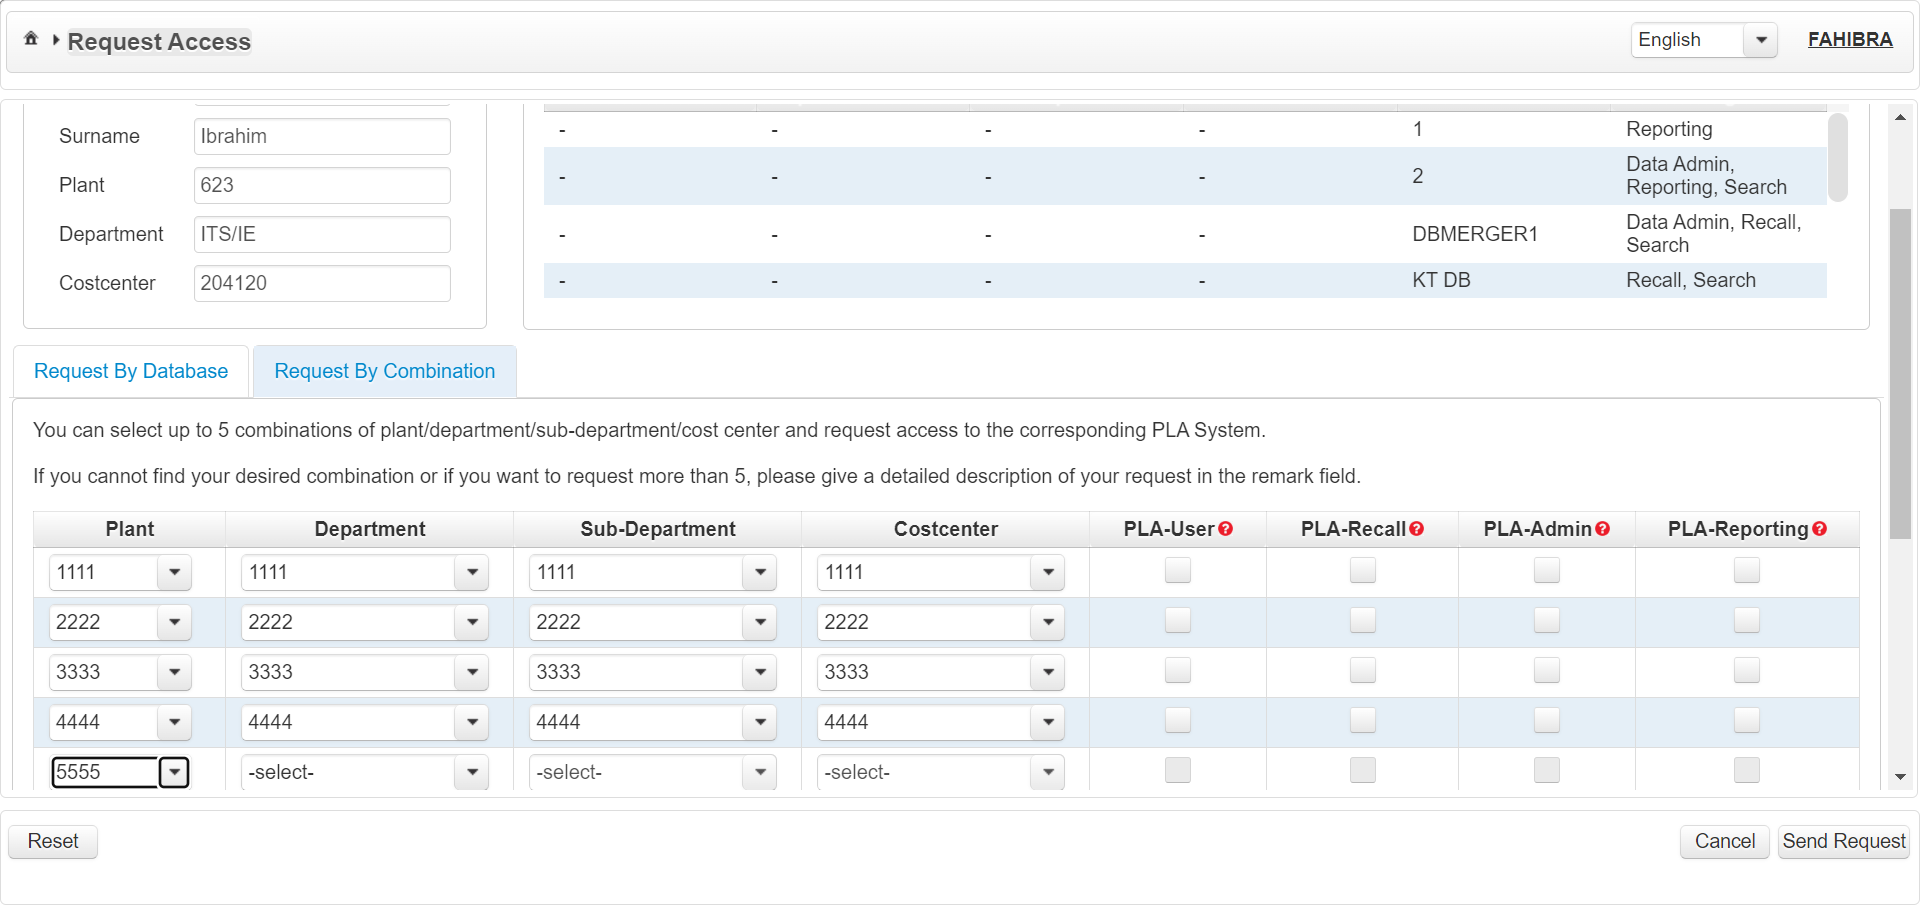 Request Access
English
FAHIBRA
Surname Ibrahim
Plant 623
Department ITS/IE
Costcenter 204120
- - - - 1 Reporting
- - - - 2 Data Admin,
Reporting, Search
- - - - DBMERGER1 Data Admin, Recall,
Search
- - - - KT DB Recall, Search
Request By Database
Request By Combination
You can select up to 5 combinations of plant/department/sub-department/cost center and request access to the corresponding PLA System.
If you cannot find your desired combination or if you want to request more than 5, please give a detailed description of your request in the remark field.
Plant Department Sub-Department Costcenter PLA-User? PLA-Recall? PLA-Admin? PLA-Reporting?
1111 1111 1111 1111
2222 2222 2222 2222
3333 3333 3333 3333
4444 4444 4444 4444
5555 -select- -select- -select-
Reset
Cancel
Send Request